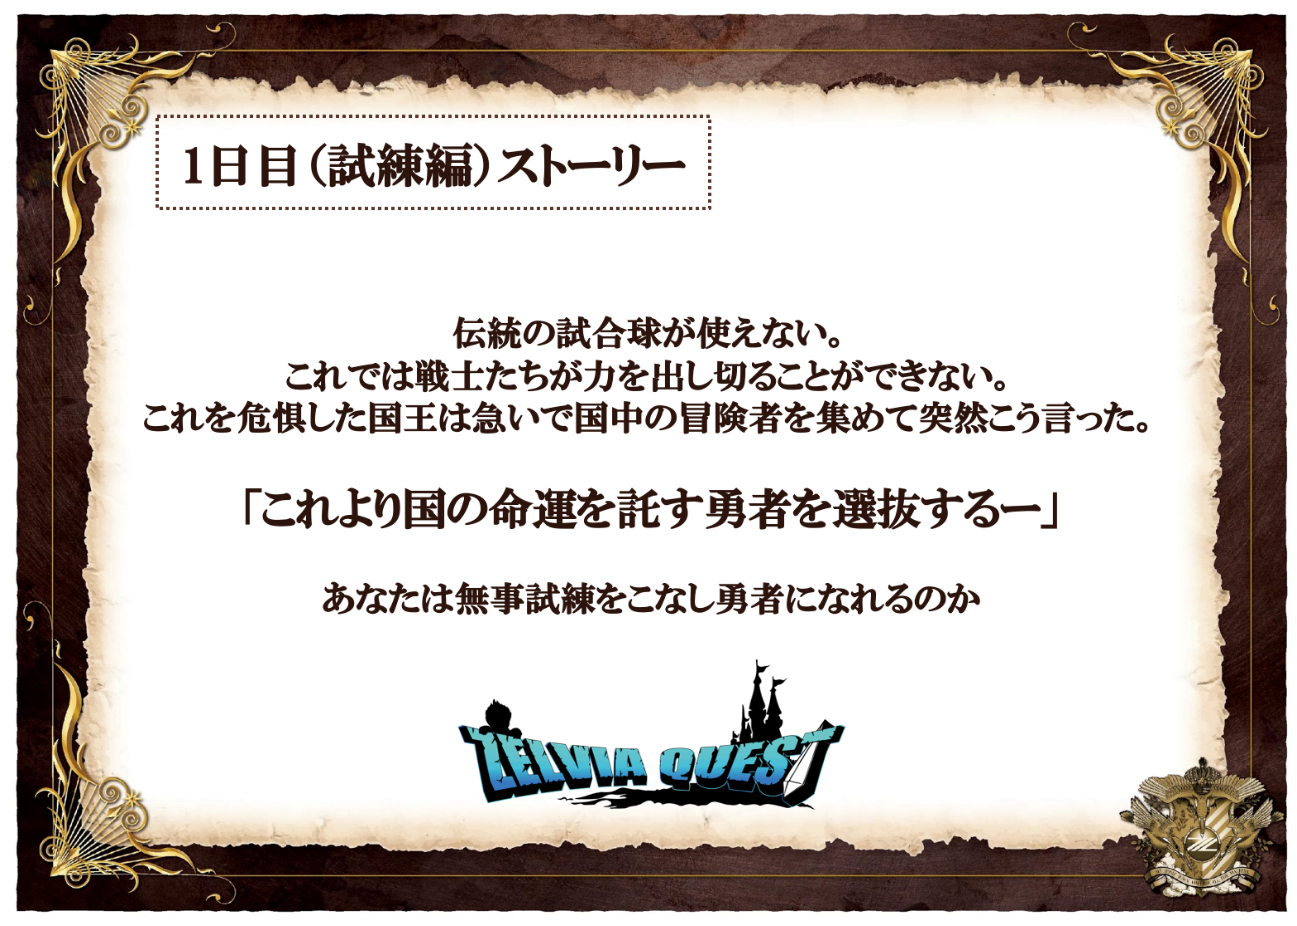 1日目（試練編）ストーリー
伝統の試合球が使えない。
これでは戦士たちが力を出し切ることができない。
これを危惧した国王は急いで国中の冒険者を集めて突然こう言った。
「これより国の命運を託す勇者を選抜するー」
あなたは無事試練をこなし勇者になれるのか
ZELVIA QUEST